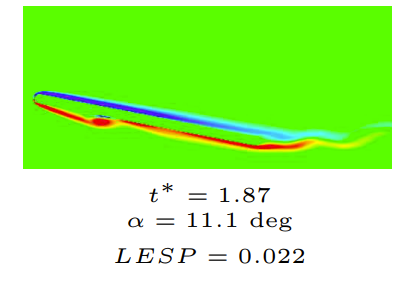 t* = 1.87
α = 11.1 deg
LESP = 0.022